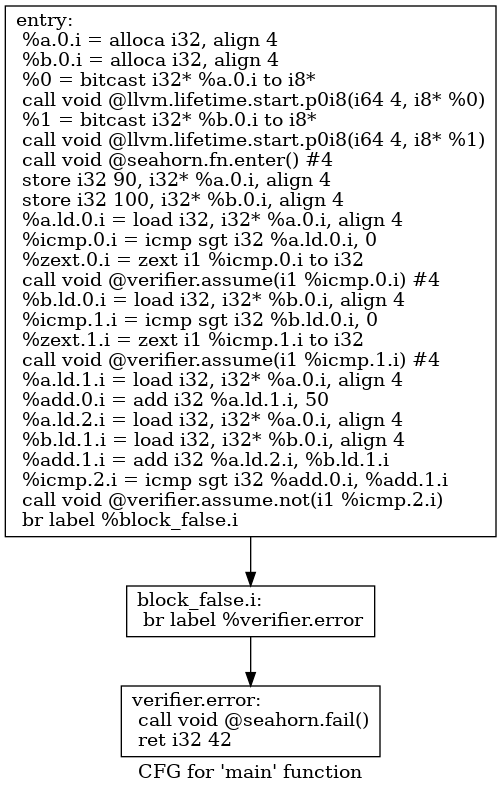 entry:
%a.0.i = alloca i32, align 4
%b.0.i = alloca i32, align 4
%0 = bitcast i32* %a.0.i to i8*
call void @llvm.lifetime.start.p0i8(i64 4, i8* %0)
%1 = bitcast i32* %b.0.i to i8*
call void @llvm.lifetime.start.p0i8(i64 4, i8* %1)
call void @seahorn.fn.enter() #4
store i32 90, i32* %a.0.i, align 4
store i32 100, i32* %b.0.i, align 4
%a.ld.0.i = load i32, i32* %a.0.i, align 4
%icmp.0.i = icmp sgt i32 %a.ld.0.i, 0
%zext.0.i = zext i1 %icmp.0.i to i32
call void @verifier.assume(i1 %icmp.0.i) #4
%b.ld.0.i = load i32, i32* %b.0.i, align 4
%icmp.1.i = icmp sgt i32 %b.ld.0.i, 0
%zext.1.i = zext i1 %icmp.1.i to i32
call void @verifier.assume(i1 %icmp.1.i) #4
%a.ld.1.i = load i32, i32* %a.0.i, align 4
%add.0.i = add i32 %a.ld.1.i, 50
%a.ld.2.i = load i32, i32* %a.0.i, align 4
%b.ld.1.i = load i32, i32* %b.0.i, align 4
%add.1.i = add i32 %a.ld.2.i, %b.ld.1.i
%icmp.2.i = icmp sgt i32 %add.0.i, %add.1.i
call void @verifier.assume.not(i1 %icmp.2.i)
br label %block_false.i
block_false.i:
br label %verifier.error
verifier.error:
call void @seahorn.fail()
ret i32 42
CFG for 'main' function